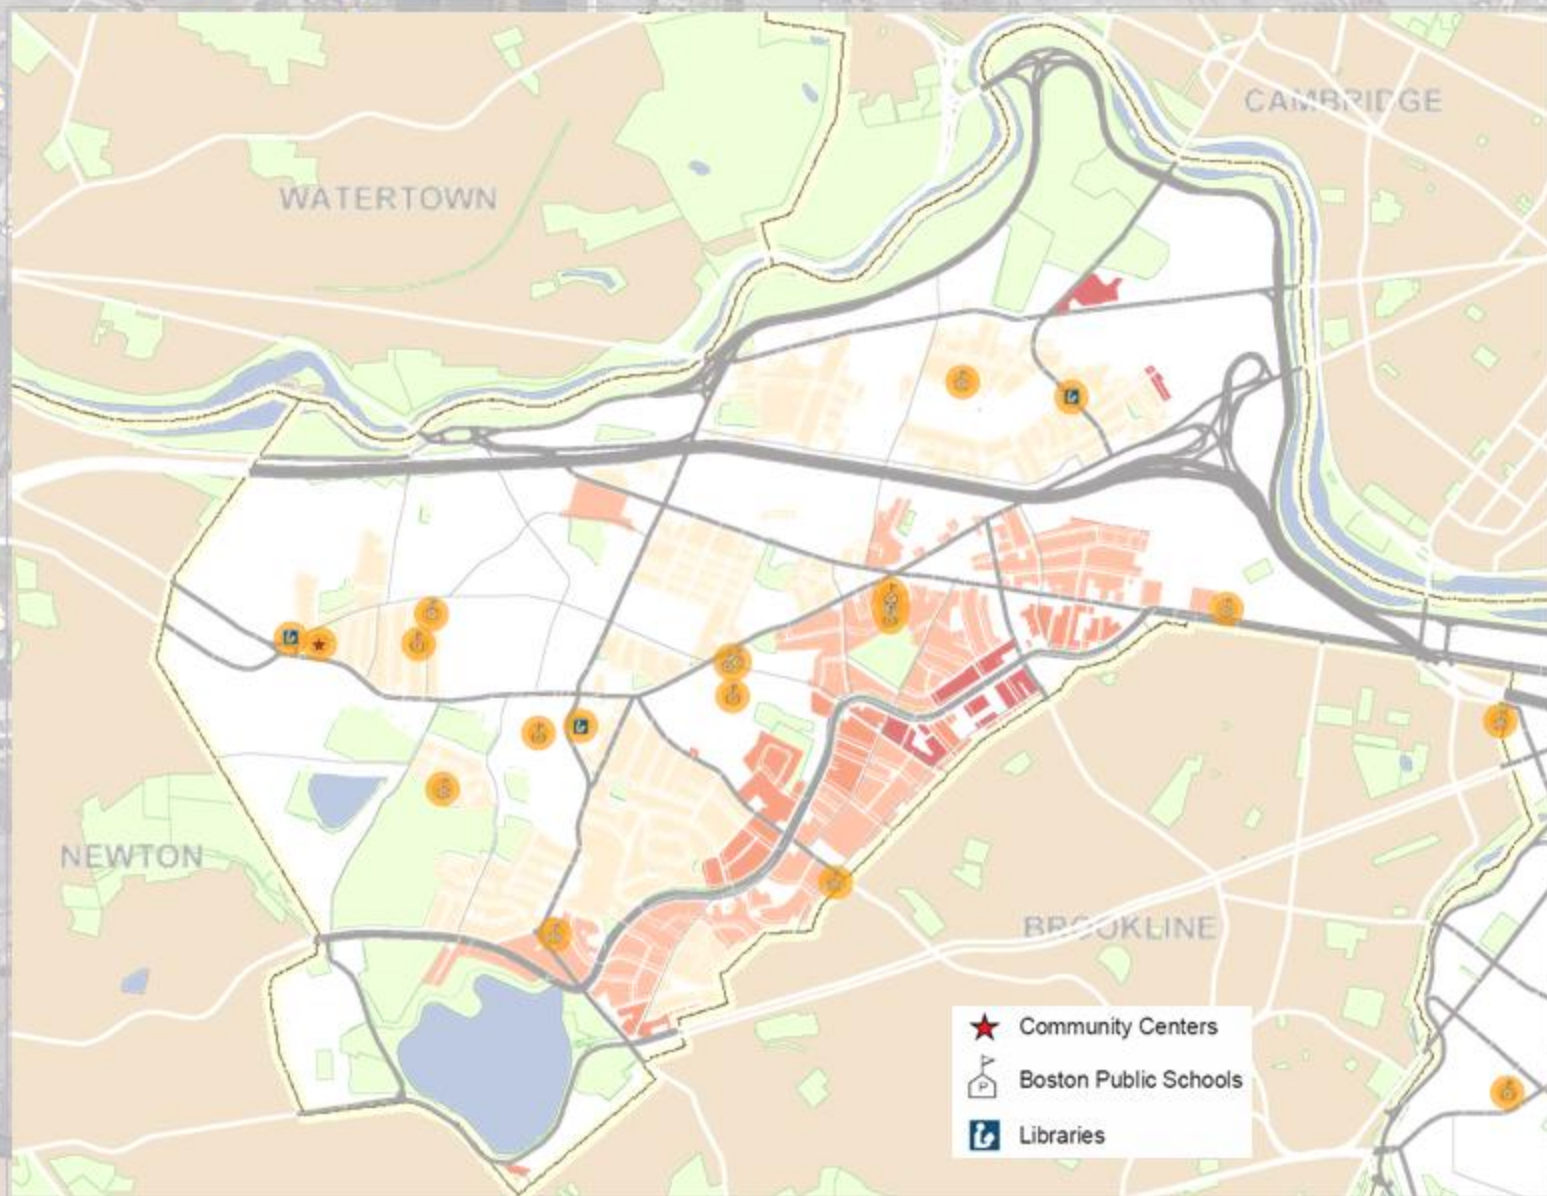 CAMBRIDGE
WATERTOWN
NEWTON
BROOKLINE
Community Centers
P
Boston Public Schools
Libraries